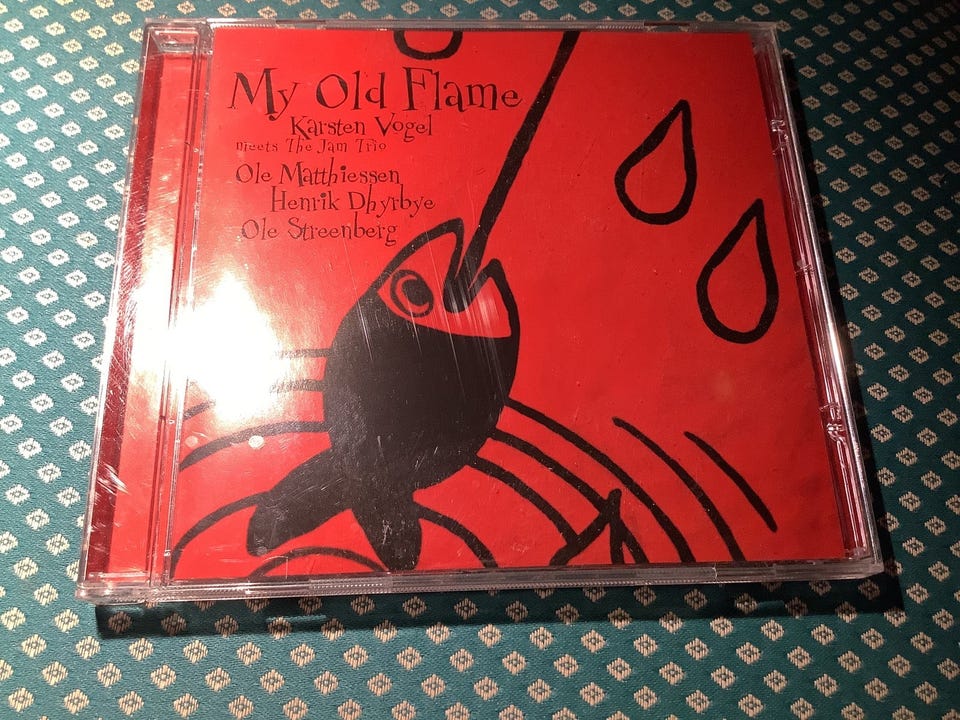 My Old Flame
Karsten Vogel
meets The Jam Trio
Ole Matthiessen
Henrik Dhyrbye
Ole Streenberg